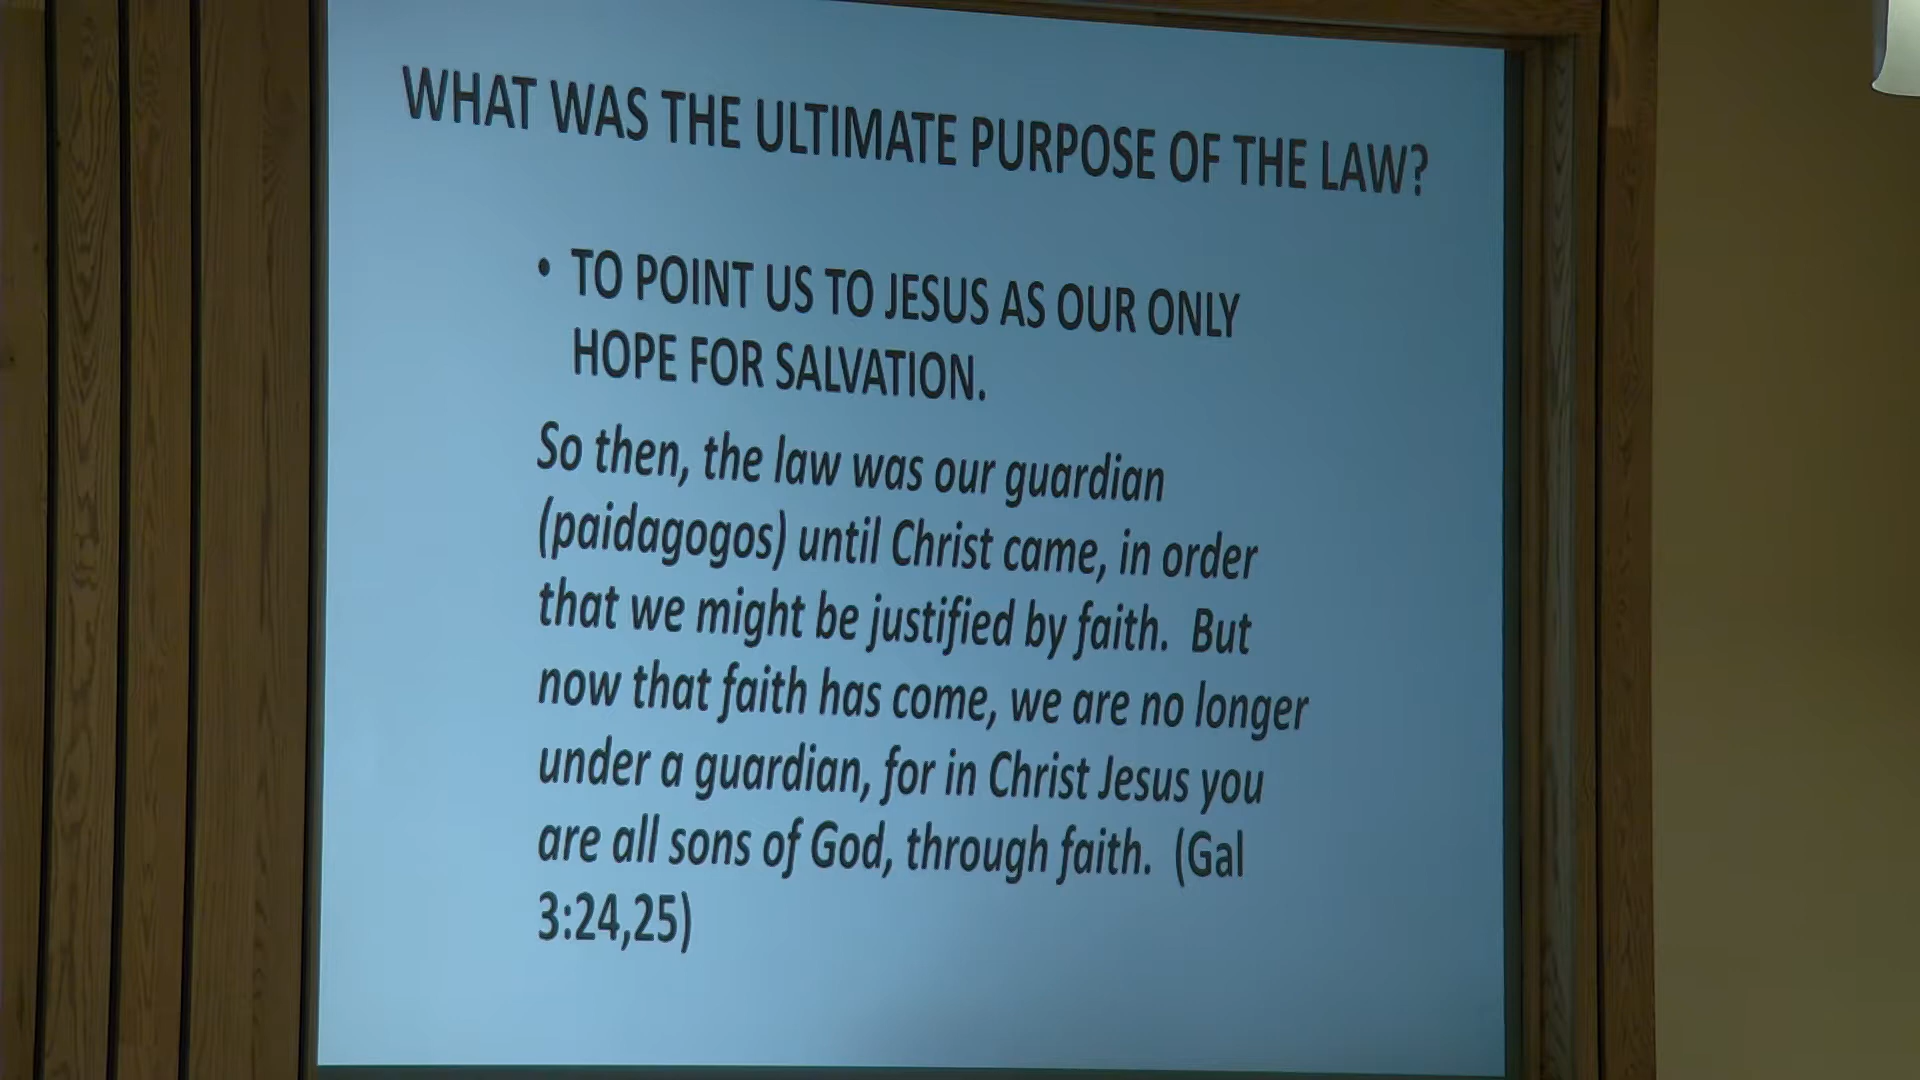 WHAT WAS THE ULTIMATE PURPOSE OF THE LAW?
• TO POINT US TO JESUS AS OUR ONLY
HOPE FOR SALVATION.
So then, the law was our guardian
(paidagogos) until Christ came, in order
that we might be justified by faith.  But
now that faith has come, we are no longer
under a guardian, for in Christ Jesus you
are all sons of God, through faith.  (Gal
3:24,25)